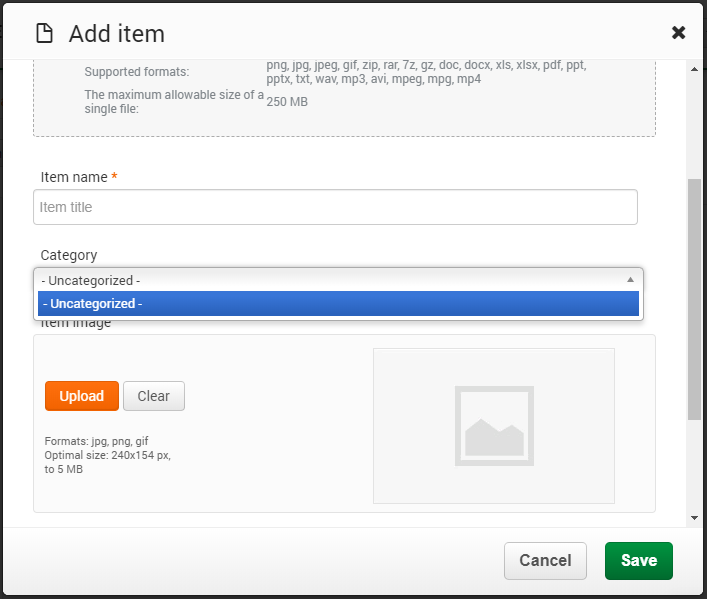 Add item
Supported formats:
png, jpg, jpeg, gif, zip, rar, 7z, gz, doc, docx, xls, xlsx, pdf, ppt,
pptx, txt, wav, mp3, avi, mpeg, mpg, mp4
The maximum allowable size of a
single file:
250 MB
Item name *
Item title
Category
- Uncategorized -
- Uncategorized -
Item image
Upload
Clear
Formats: jpg, png, gif
Optimal size: 240x154 px,
to 5 MB
Cancel
Save